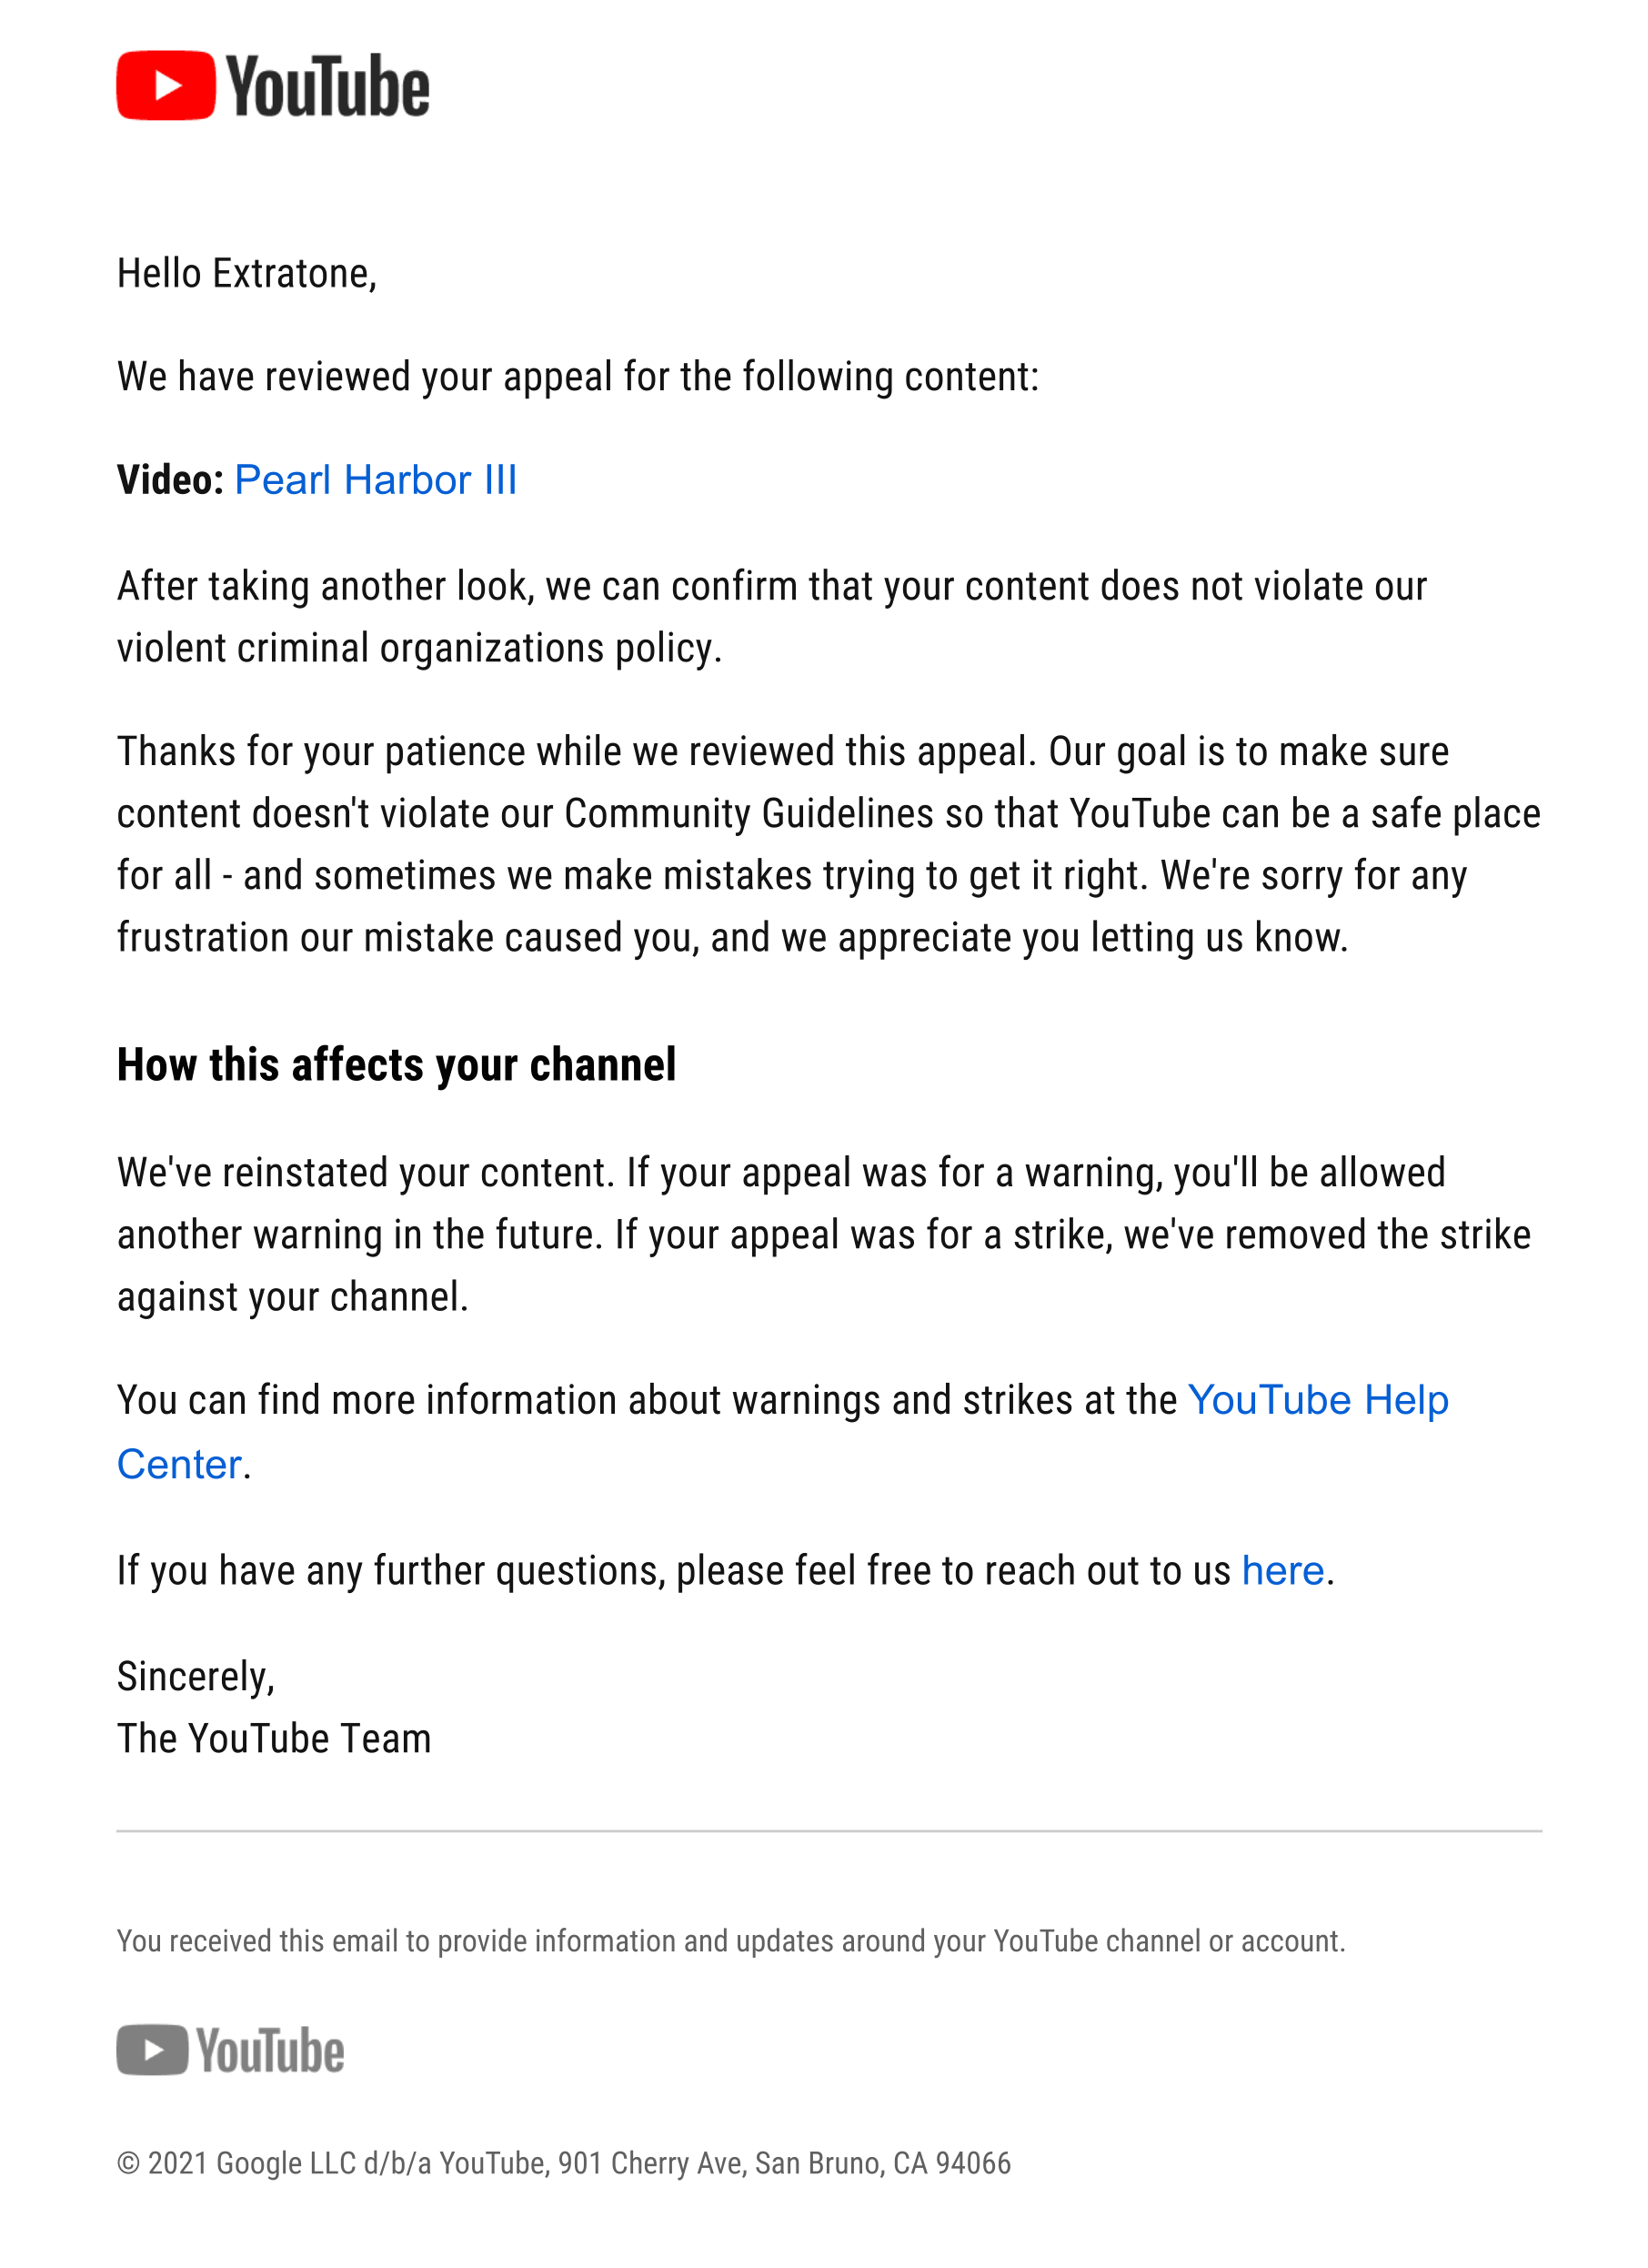 YouTube
Hello Extratone,
We have reviewed your appeal for the following content:
Video: Pearl Harbor III
After taking another look, we can confirm that your content does not violate our
violent criminal organizations policy.
Thanks for your patience while we reviewed this appeal. Our goal is to make sure
content doesn't violate our Community Guidelines so that YouTube can be a safe place
for all - and sometimes we make mistakes trying to get it right. We're sorry for any
frustration our mistake caused you, and we appreciate you letting us know.
How this affects your channel
We've reinstated your content. If your appeal was for a warning, you'll be allowed
another warning in the future. If your appeal was for a strike, we've removed the strike
against your channel.
You can find more information about warnings and strikes at the YouTube Help
Center.
If you have any further questions, please feel free to reach out to us here.
Sincerely,
The YouTube Team
You received this email to provide information and updates around your YouTube channel or account.
YouTube
© 2021 Google LLC d/b/a YouTube, 901 Cherry Ave, San Bruno, CA 94066